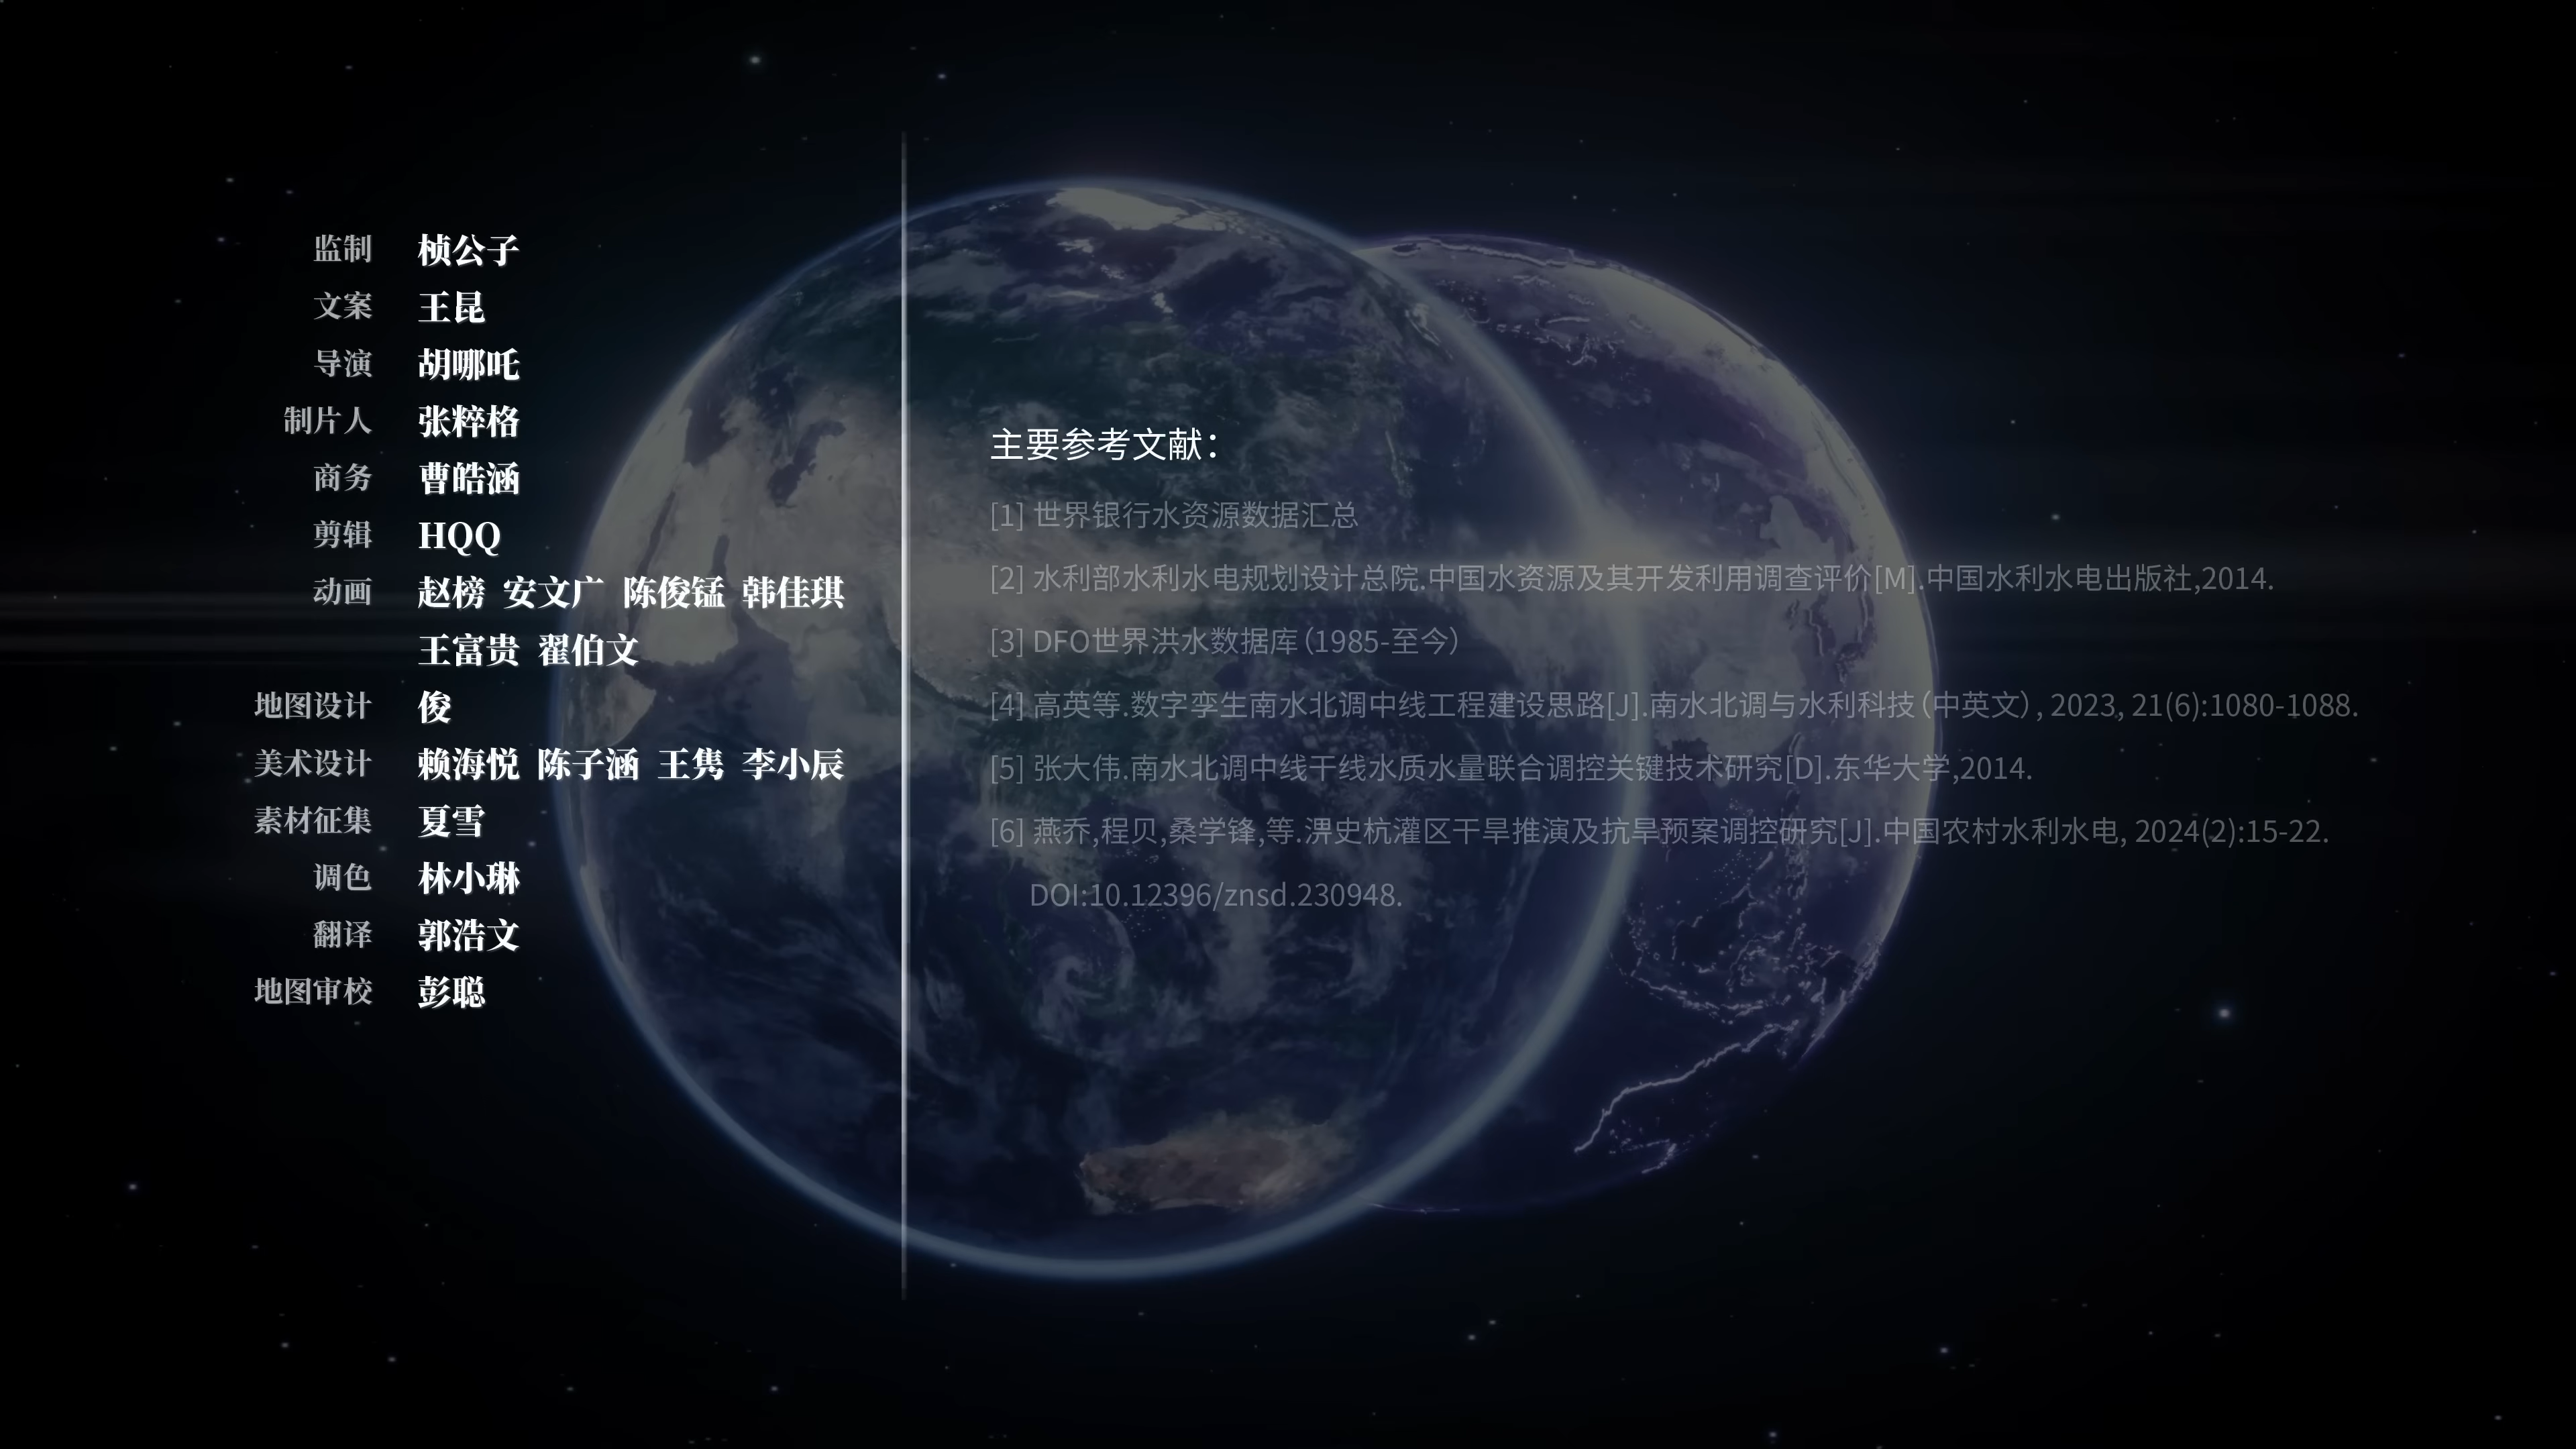 监制 桢公子
文案 王昆
导演 胡哪吒
制片人 张粹格
商务 曹皓涵
剪辑 HQQ
动画 赵榜 安文广 陈俊锰 韩佳琪
王富贵 翟伯文
地图设计 俊
美术设计 赖海悦 陈子涵 王隽 李小辰
素材征集 夏雪
调色 林小琳
翻译 郭浩文
地图审校 彭聪
主要参考文献：
[1] 世界银行水资源数据汇总
[2] 水利部水利水电规划设计总院.中国水资源及其开发利用调查评价[M].中国水利水电出版社,2014.
[3] DFO世界洪水数据库（1985-至今）
[4] 高英等.数字孪生南水北调中线工程建设思路[J].南水北调与水利科技（中英文）, 2023, 21(6):1080-1088.
[5] 张大伟.南水北调中线干线水质水量联合调控关键技术研究[D].东华大学,2014.
[6] 燕乔,程贝,桑学锋,等.淠史杭灌区干旱推演及抗旱预案调控研究[J].中国农村水利水电, 2024(2):15-22.
DOI:10.12396/znsd.230948.